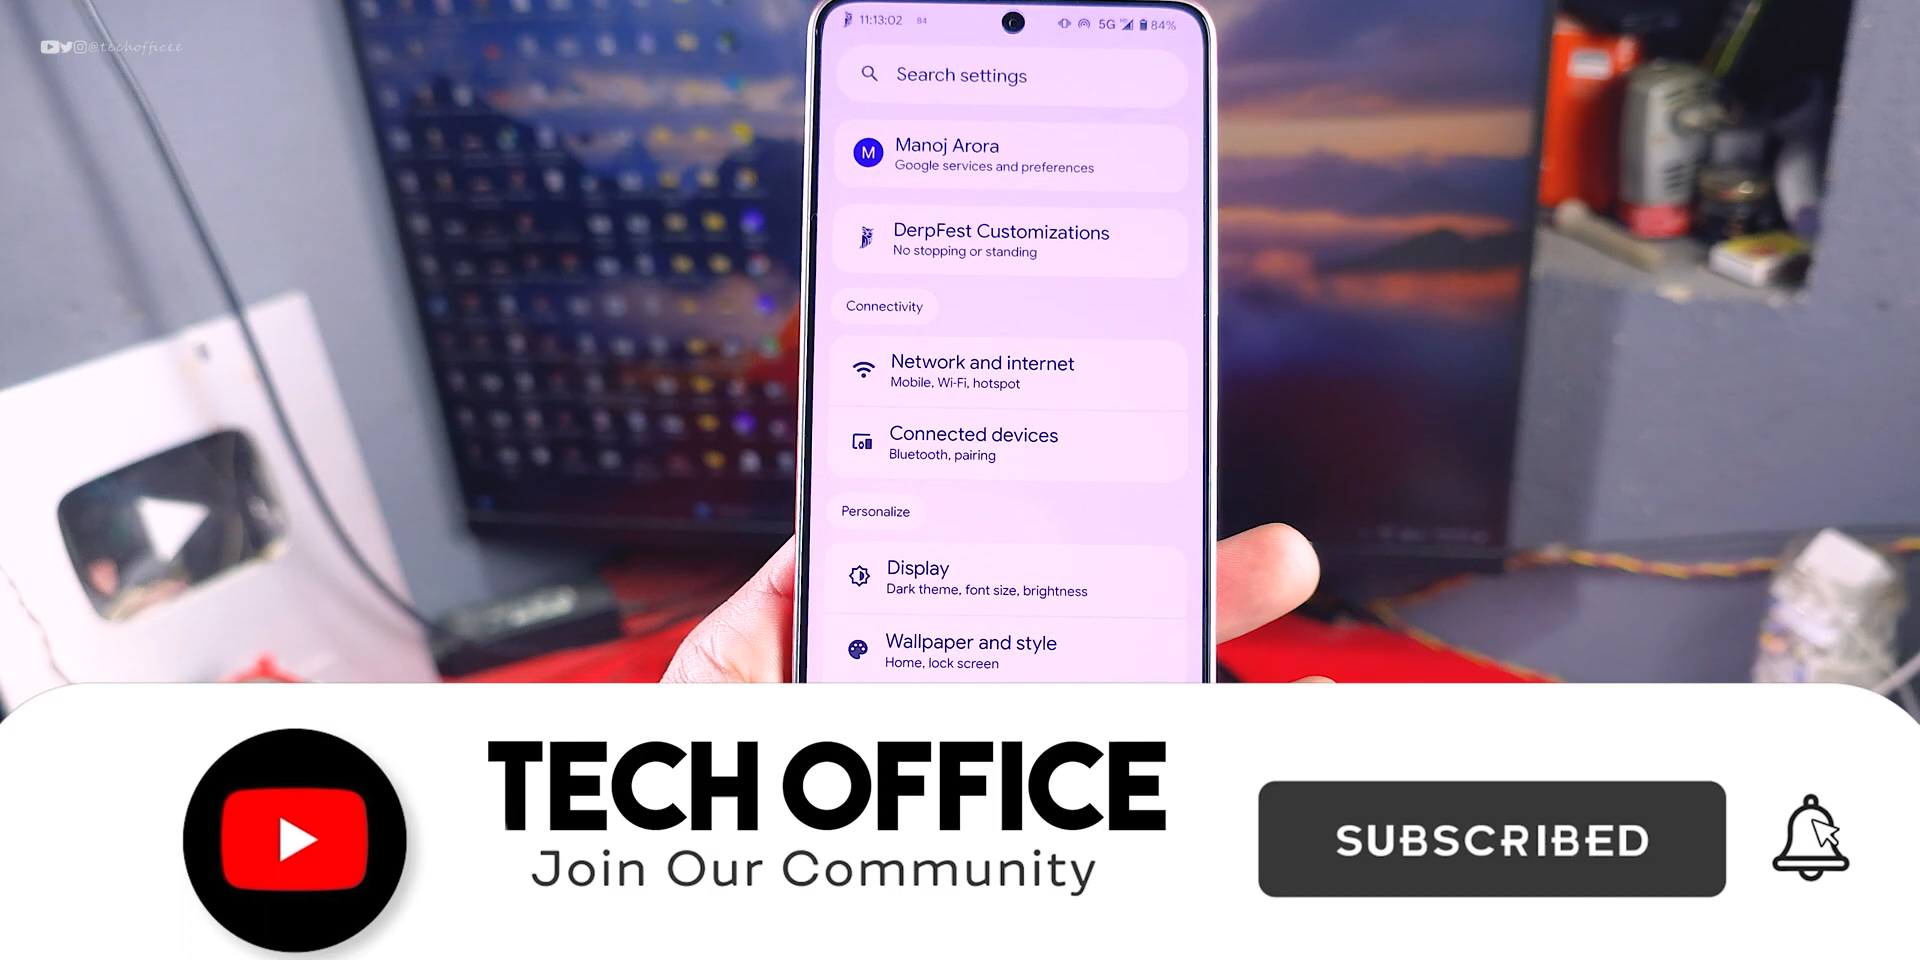 @techofficee
11:13:02 84 5G 84%
Search settings
M
Manoj Arora
Google services and preferences
DerpFest Customizations
No stopping or standing
Connectivity
Network and internet
Mobile, Wi-Fi, hotspot
Connected devices
Bluetooth, pairing
Personalize
Display
Dark theme, font size, brightness
Wallpaper and style
Home, lock screen
TECH OFFICE
Join Our Community
SUBSCRIBED